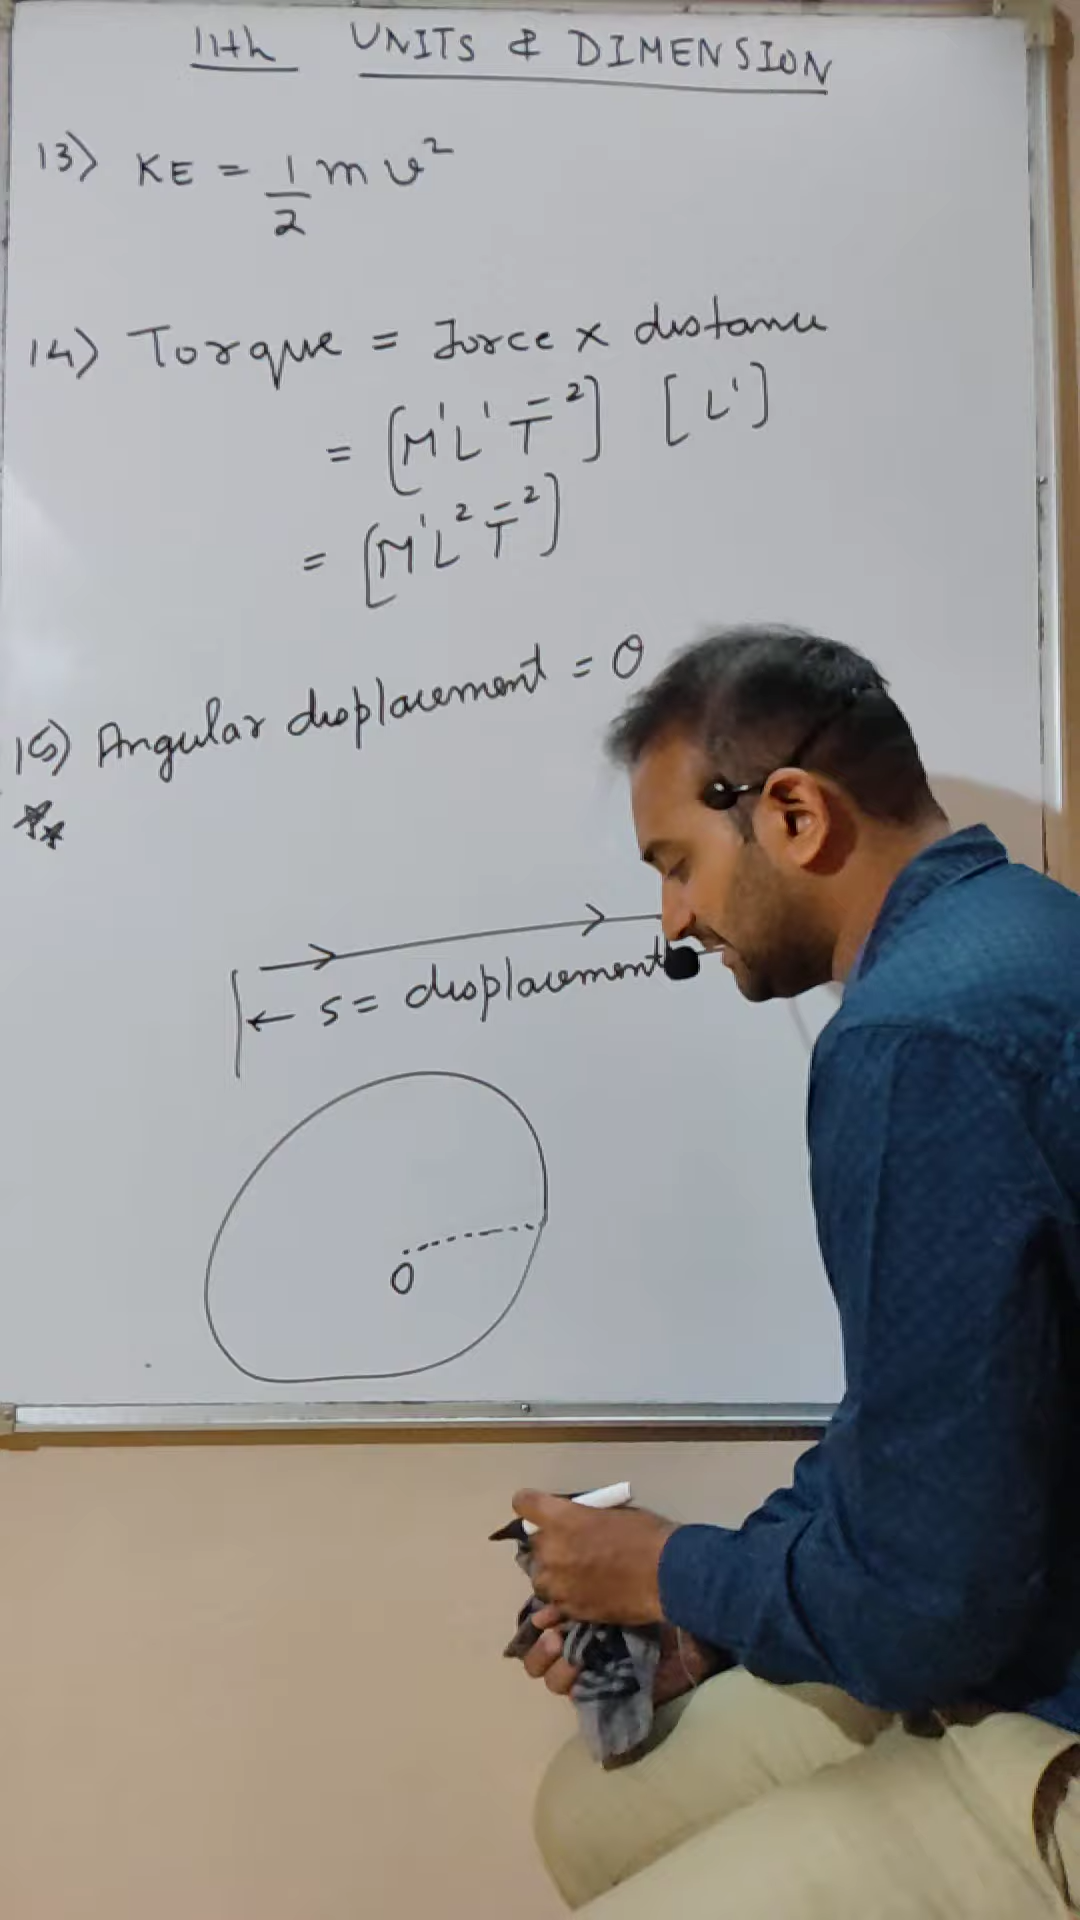 11th UNITS & DIMENSION
13) KE = 1/2 m v²
14) Torque = Force x distance
= [M¹L¹T⁻²] [L¹]
= [M¹L²T⁻²]
15) Angular displacement = θ
← s = displacement
O